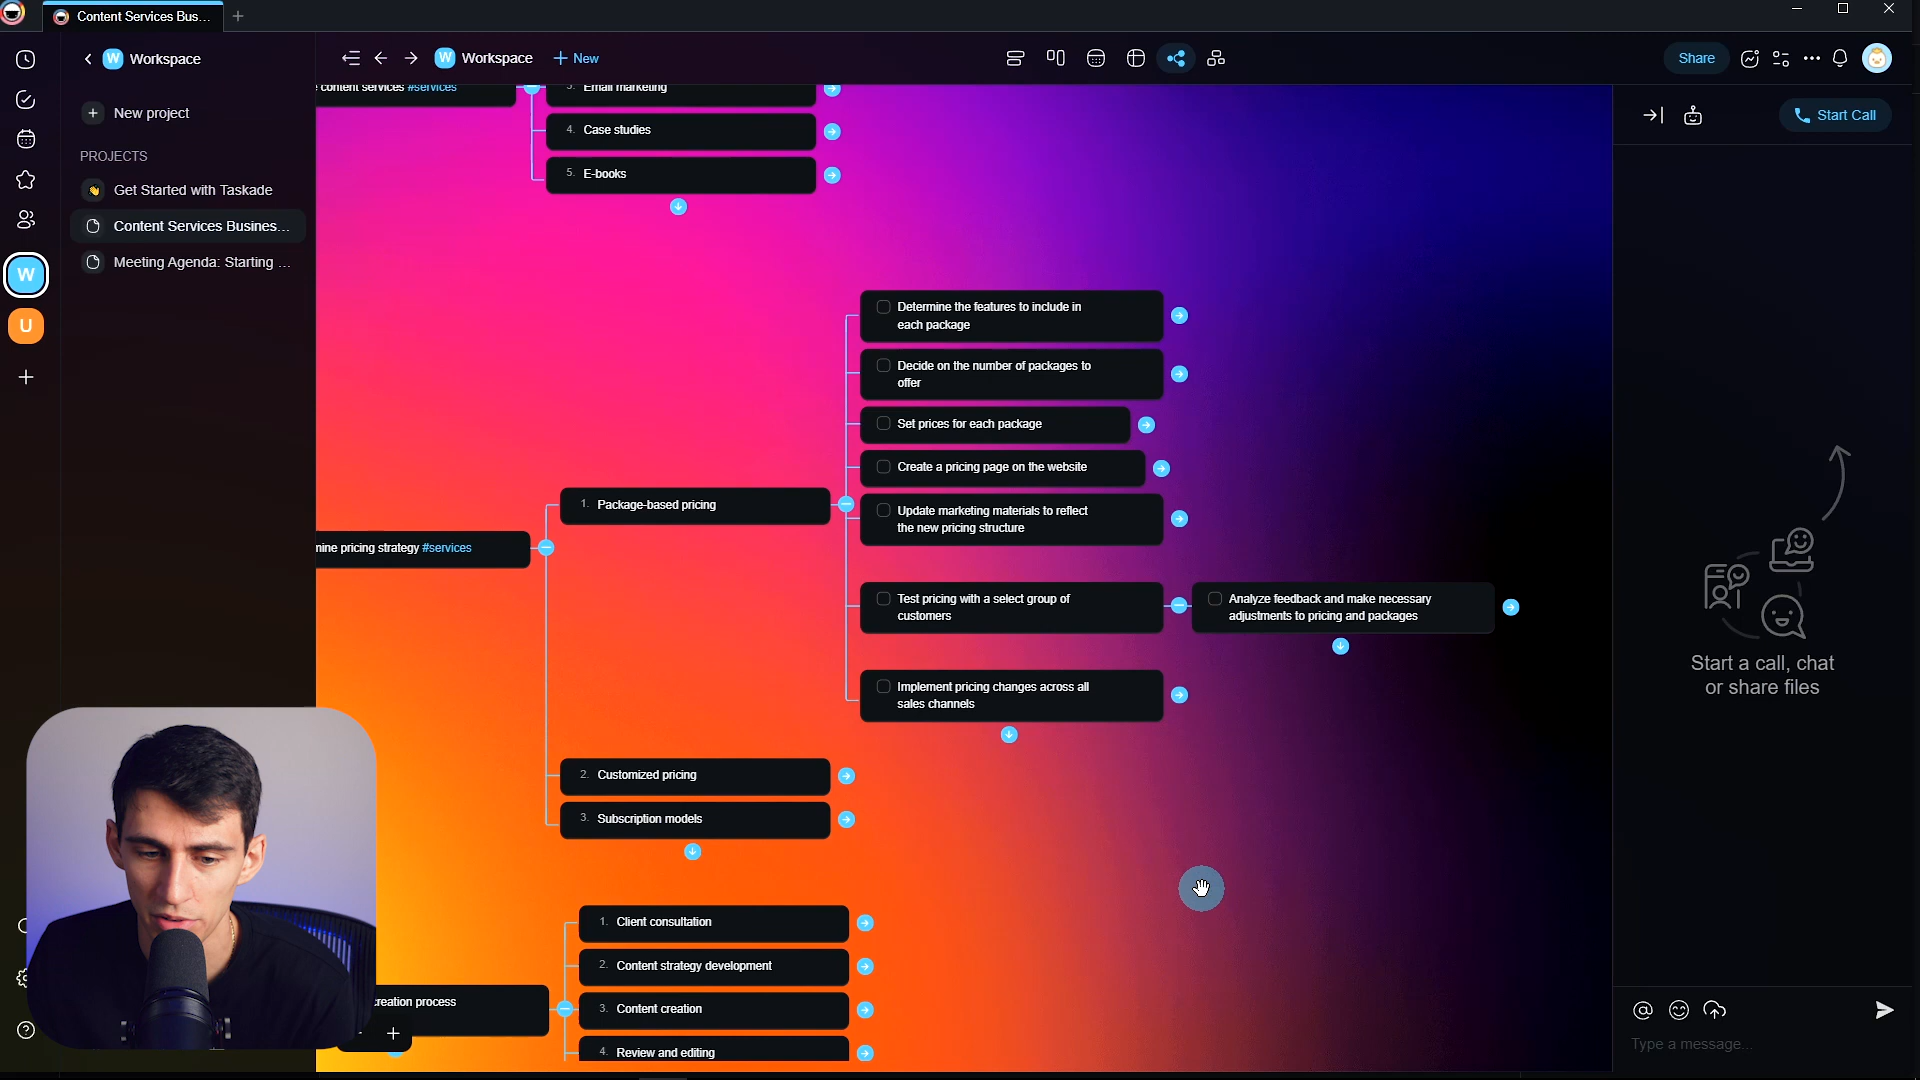 Content Services Bus...
Workspace
Workspace
New
Share
New project
PROJECTS
Get Started with Taskade
Content Services Busines...
Meeting Agenda: Starting ...
W
U
Start Call
content services #services
3. Email marketing
4. Case studies
5. E-books
Determine the features to include in
each package
Decide on the number of packages to
offer
Set prices for each package
Create a pricing page on the website
1. Package-based pricing
Update marketing materials to reflect
the new pricing structure
mine pricing strategy #services
Test pricing with a select group of
customers
Analyze feedback and make necessary
adjustments to pricing and packages
Implement pricing changes across all
sales channels
2. Customized pricing
3. Subscription models
1. Client consultation
2. Content strategy development
creation process
3. Content creation
4. Review and editing
Start a call, chat
or share files
Type a message...